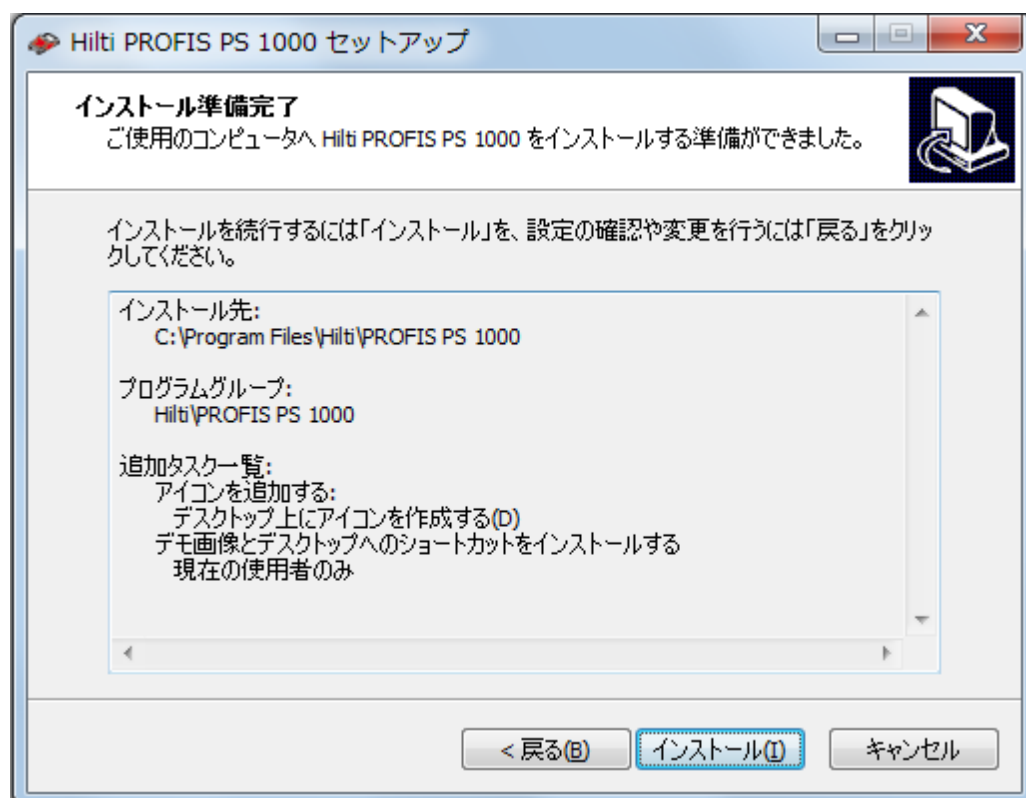 Hilti PROFIS PS 1000 セットアップ
インストール準備完了
ご使用のコンピュータへ Hilti PROFIS PS 1000 をインストールする準備ができました。
インストールを続行するには「インストール」を、設定の確認や変更を行うには「戻る」をクリッ
クしてください。
インストール先:
C:\Program Files\Hilti\PROFIS PS 1000
プログラムグループ:
Hilti\PROFIS PS 1000
追加タスク一覧:
アイコンを追加する:
デスクトップ上にアイコンを作成する(D)
デモ画像とデスクトップへのショートカットをインストールする
現在の使用者のみ
< 戻る(B)
インストール(I)
キャンセル